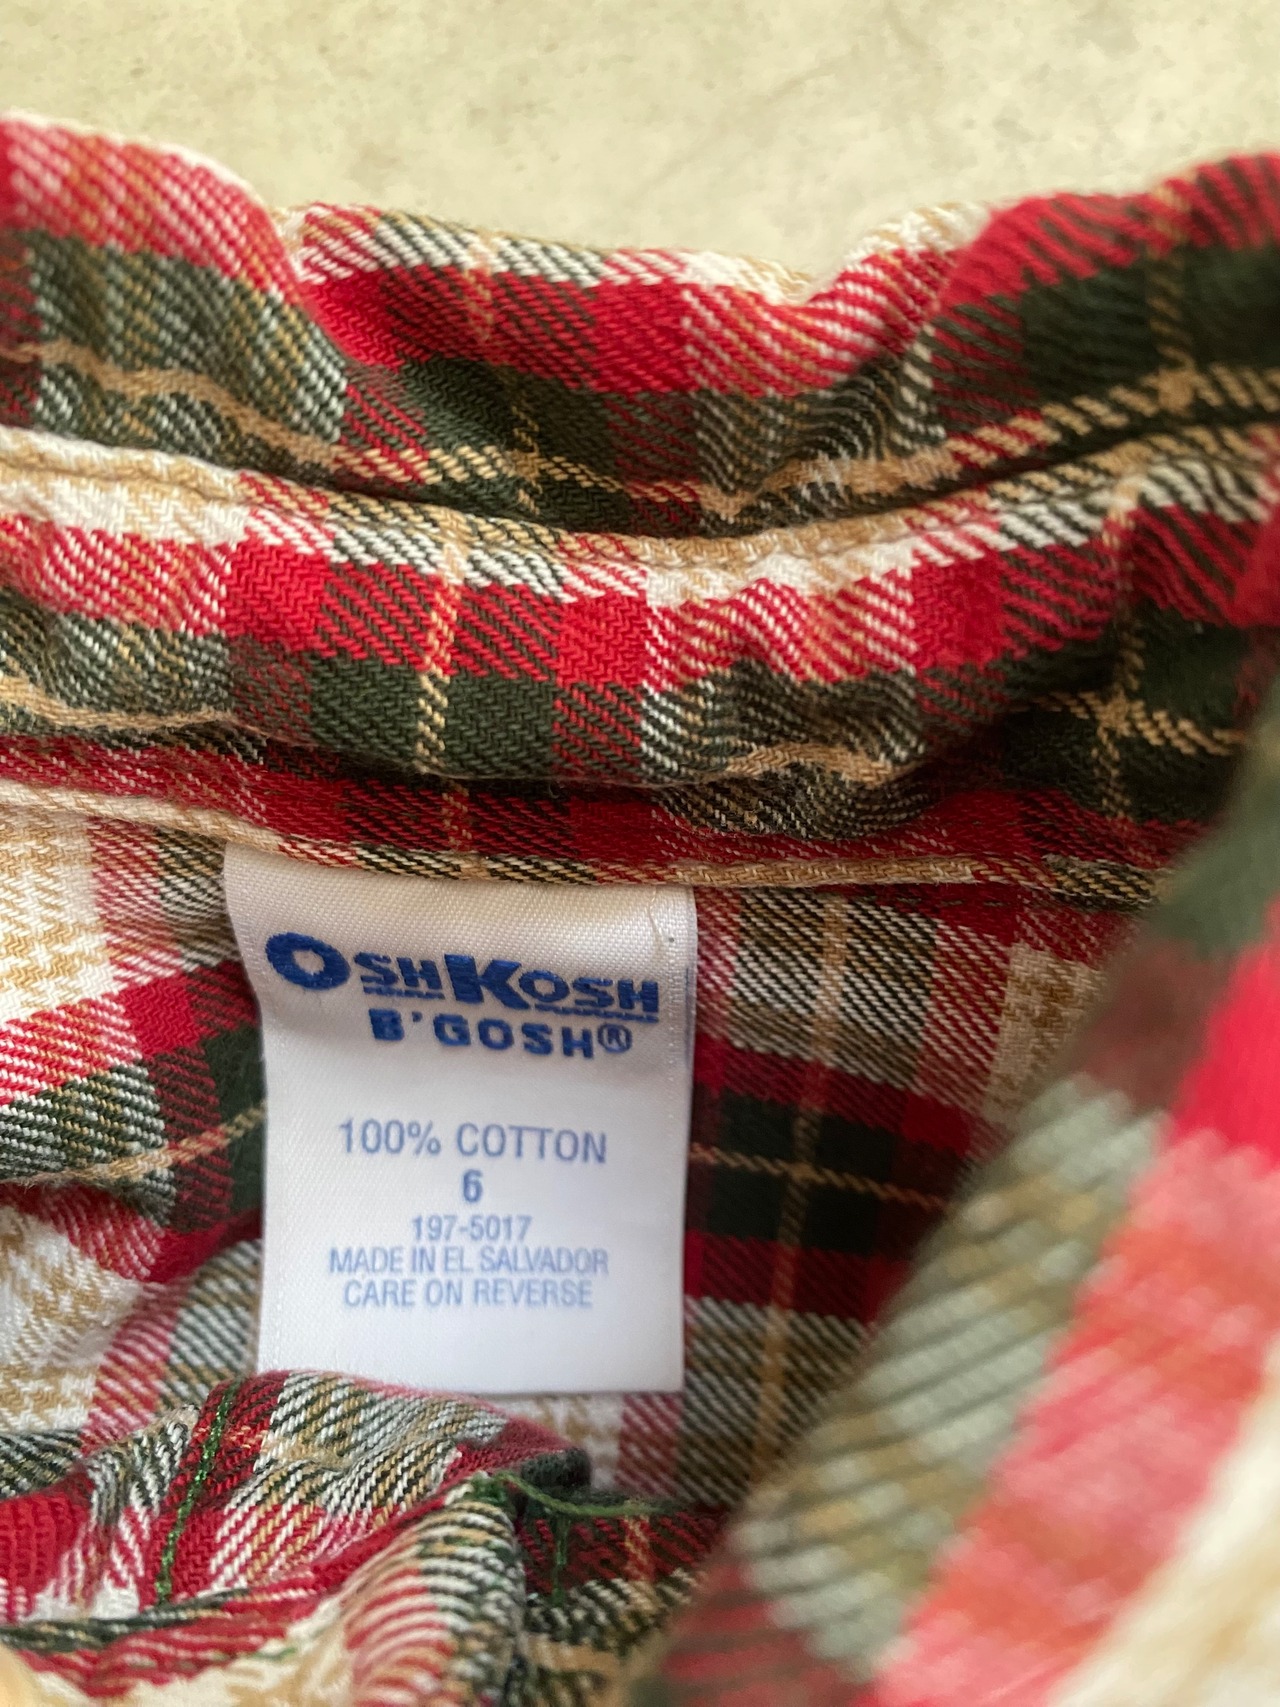 OSHKOSH
B'GOSH®
100% COTTON
6
197-5017
MADE IN EL SALVADOR
CARE ON REVERSE